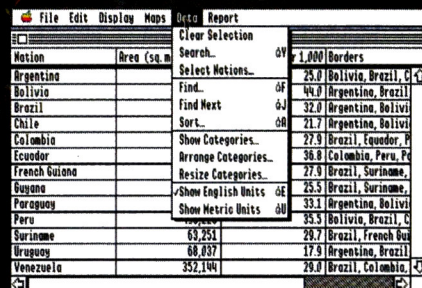 File Edit Display Maps Data Report
Nation Area (sq. m r 1,000 Borders
Clear Selection
Search... Y
Select Nations...
Find... F
Find Next J
Sort... A
Show Categories...
Arrange Categories...
Resize Categories...
✓Show English Units E
Show Metric Units U
Argentina 25.0 Bolivia, Brazil, C
Bolivia 44.0 Argentina, Brazil
Brazil 32.0 Argentina, Bolivi
Chile 21.7 Argentina, Bolivi
Colombia 27.9 Brazil, Equador, P
Ecuador 36.8 Colombia, Peru, Pa
French Guiana 27.9 Brazil, Suriname,
Guyana 25.5 Brazil, Suriname,
Paraguay 33.1 Argentina, Bolivi
Peru 35.5 Bolivia, Brazil, C
Suriname 63,251 29.7 Brazil, French Gui
Uruguay 68,037 17.9 Argentina, Brazil
Venezuela 352,144 29.0 Brazil, Colombia,